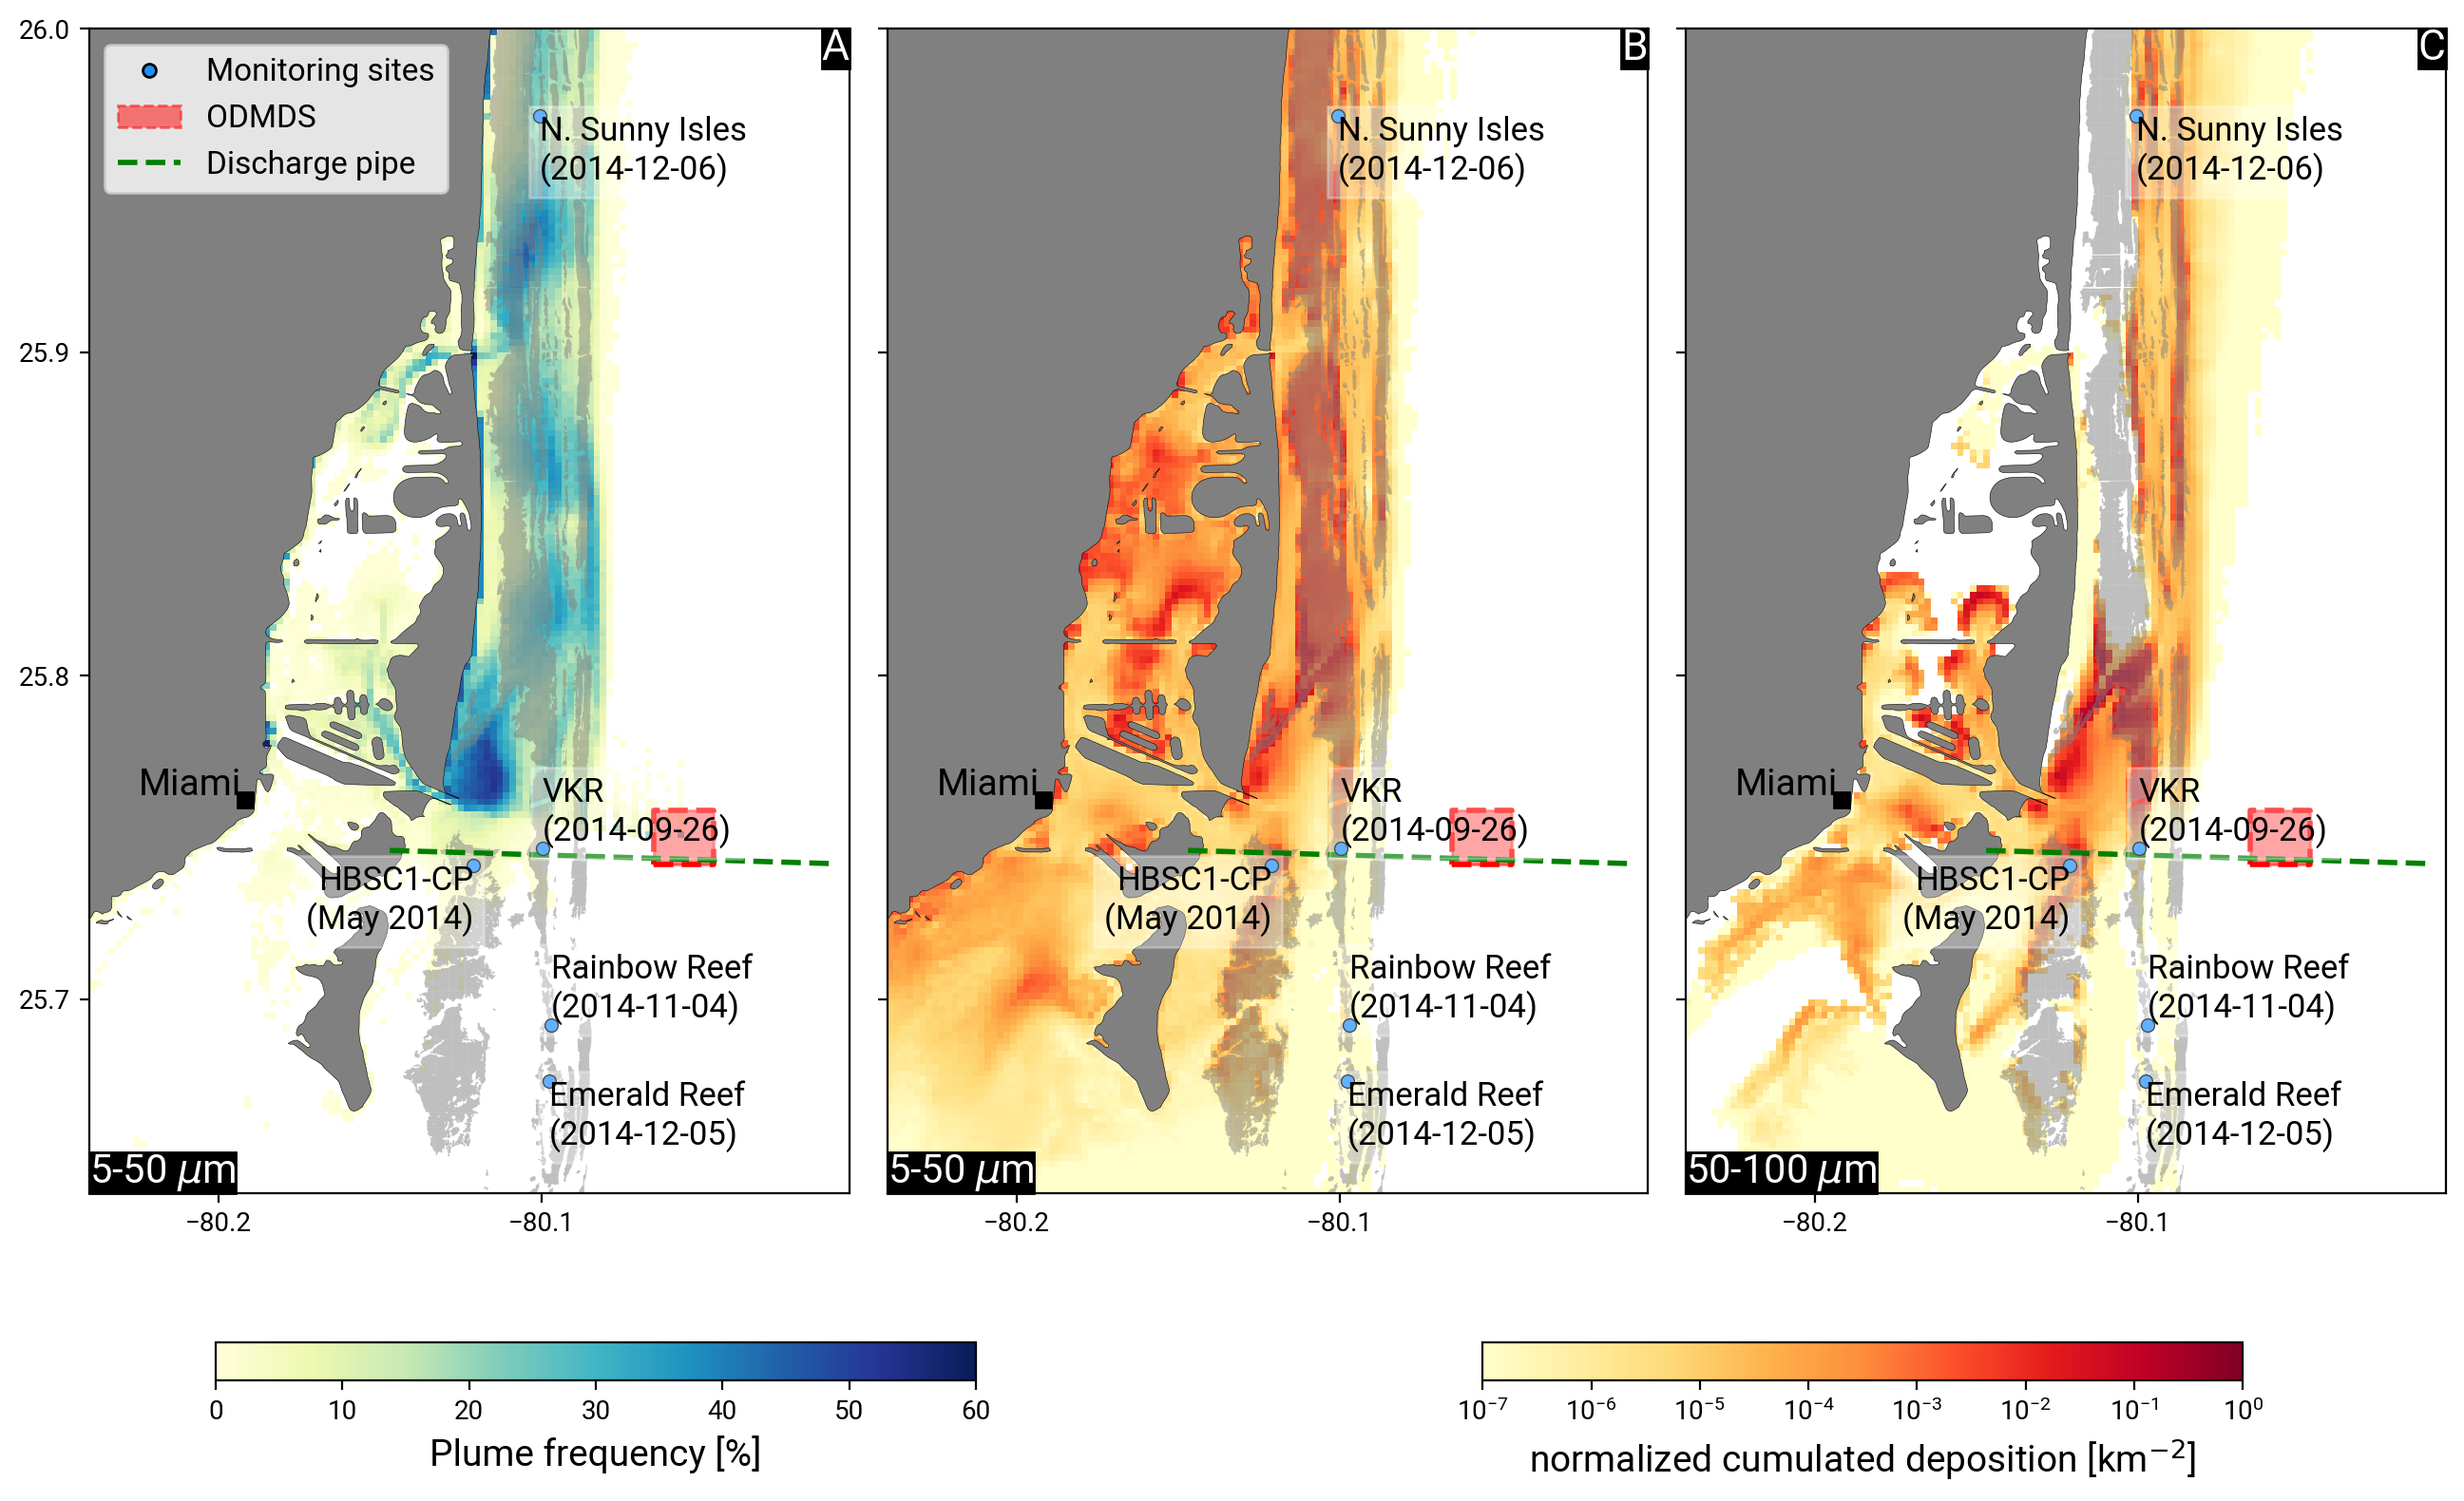 A
B
C
26.0
25.9
25.8
25.7
Monitoring sites
ODMDS
Discharge pipe
N. Sunny Isles
(2014-12-06)
Miami
VKR
(2014-09-26)
HBSC1-CP
(May 2014)
Rainbow Reef
(2014-11-04)
Emerald Reef
(2014-12-05)
5-50 μm
−80.2
−80.1
N. Sunny Isles
(2014-12-06)
Miami
VKR
(2014-09-26)
HBSC1-CP
(May 2014)
Rainbow Reef
(2014-11-04)
Emerald Reef
(2014-12-05)
5-50 μm
−80.2
−80.1
N. Sunny Isles
(2014-12-06)
Miami
VKR
(2014-09-26)
HBSC1-CP
(May 2014)
Rainbow Reef
(2014-11-04)
Emerald Reef
(2014-12-05)
50-100 μm
−80.2
−80.1
0 10 20 30 40 50 60
Plume frequency [%]
10⁻⁷ 10⁻⁶ 10⁻⁵ 10⁻⁴ 10⁻³ 10⁻² 10⁻¹ 10⁰
normalized cumulated deposition [km⁻²]